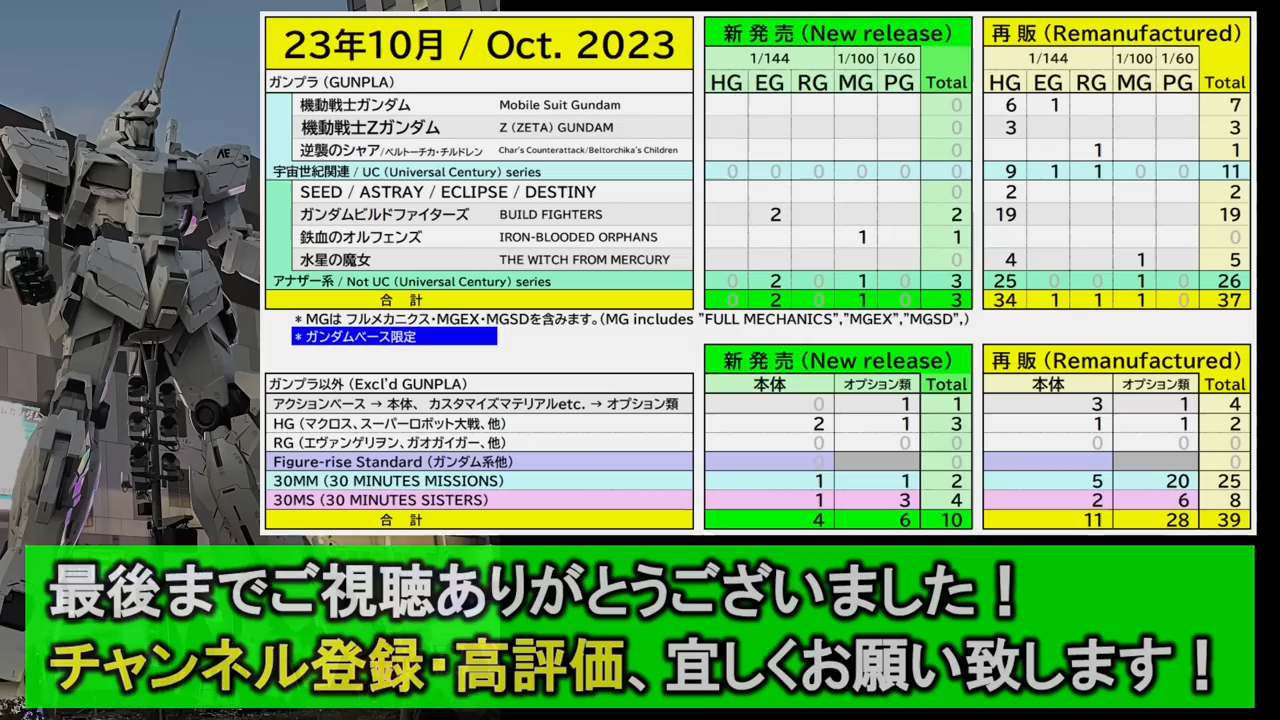 23年10月 / Oct. 2023 新 発 売 (New release) 再 販 (Remanufactured)
1/144 1/100 1/60 1/144 1/100 1/60
ガンプラ (GUNPLA) HG EG RG MG PG Total HG EG RG MG PG Total
機動戦士ガンダム Mobile Suit Gundam 0 6 1 7
機動戦士Zガンダム Z (ZETA) GUNDAM 0 3 3
逆襲のシャア/ベルトーチカ・チルドレン Char's Counterattack/Beltorchika's Children 0 1 1
宇宙世紀関連 / UC (Universal Century) series 0 0 0 0 0 0 9 1 1 0 0 11
SEED / ASTRAY / ECLIPSE / DESTINY 0 2 2
ガンダムビルドファイターズ BUILD FIGHTERS 2 2 19 19
鉄血のオルフェンズ IRON-BLOODED ORPHANS 1 1 0
水星の魔女 THE WITCH FROM MERCURY 0 4 1 5
アナザー系 / Not UC (Universal Century) series 0 2 0 1 0 3 25 0 0 1 0 26
合 計 0 2 0 1 0 3 34 1 1 1 0 37
* MGは フルメカニクス・MGEX・MGSDを含みます。(MG includes "FULL MECHANICS","MGEX","MGSD",)
* ガンダムベース限定
新 発 売 (New release) 再 販 (Remanufactured)
ガンプラ以外 (Excl'd GUNPLA) 本体 オプション類 Total 本体 オプション類 Total
アクションベース → 本体、 カスタマイズマテリアルetc. → オプション類 0 1 1 3 1 4
HG (マクロス、スーパーロボット大戦、他) 2 1 3 1 1 2
RG (エヴァンゲリヲン、ガオガイガー、他) 0 0 0 0 0 0
Figure-rise Standard (ガンダム系他) 0 0 0
30MM (30 MINUTES MISSIONS) 1 1 2 5 20 25
30MS (30 MINUTES SISTERS) 1 3 4 2 6 8
合 計 4 6 10 11 28 39
最後までご視聴ありがとうございました！
チャンネル登録・高評価、宜しくお願い致します！